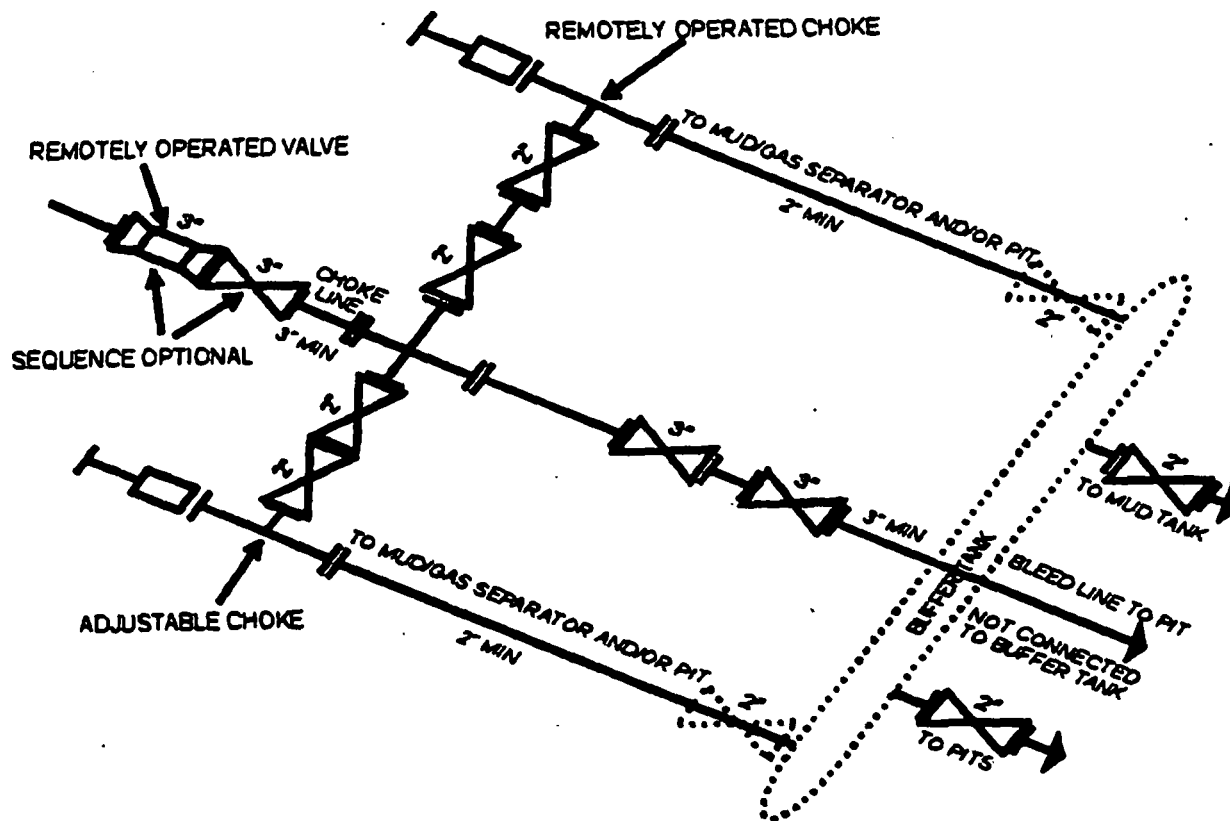 REMOTELY OPERATED CHOKE
REMOTELY OPERATED VALVE
TO MUD/GAS SEPARATOR AND/OR PIT
2" MIN
2"
2"
2"
3"
3"
CHOKE
LINE
3" MIN
SEQUENCE OPTIONAL
2"
2"
3"
3"
3" MIN
2"
TO MUD TANK
BUFFER TANK
BLEED LINE TO PIT
NOT CONNECTED
TO BUFFER TANK
TO MUD/GAS SEPARATOR AND/OR PIT
2" MIN
2"
ADJUSTABLE CHOKE
2"
TO PITS